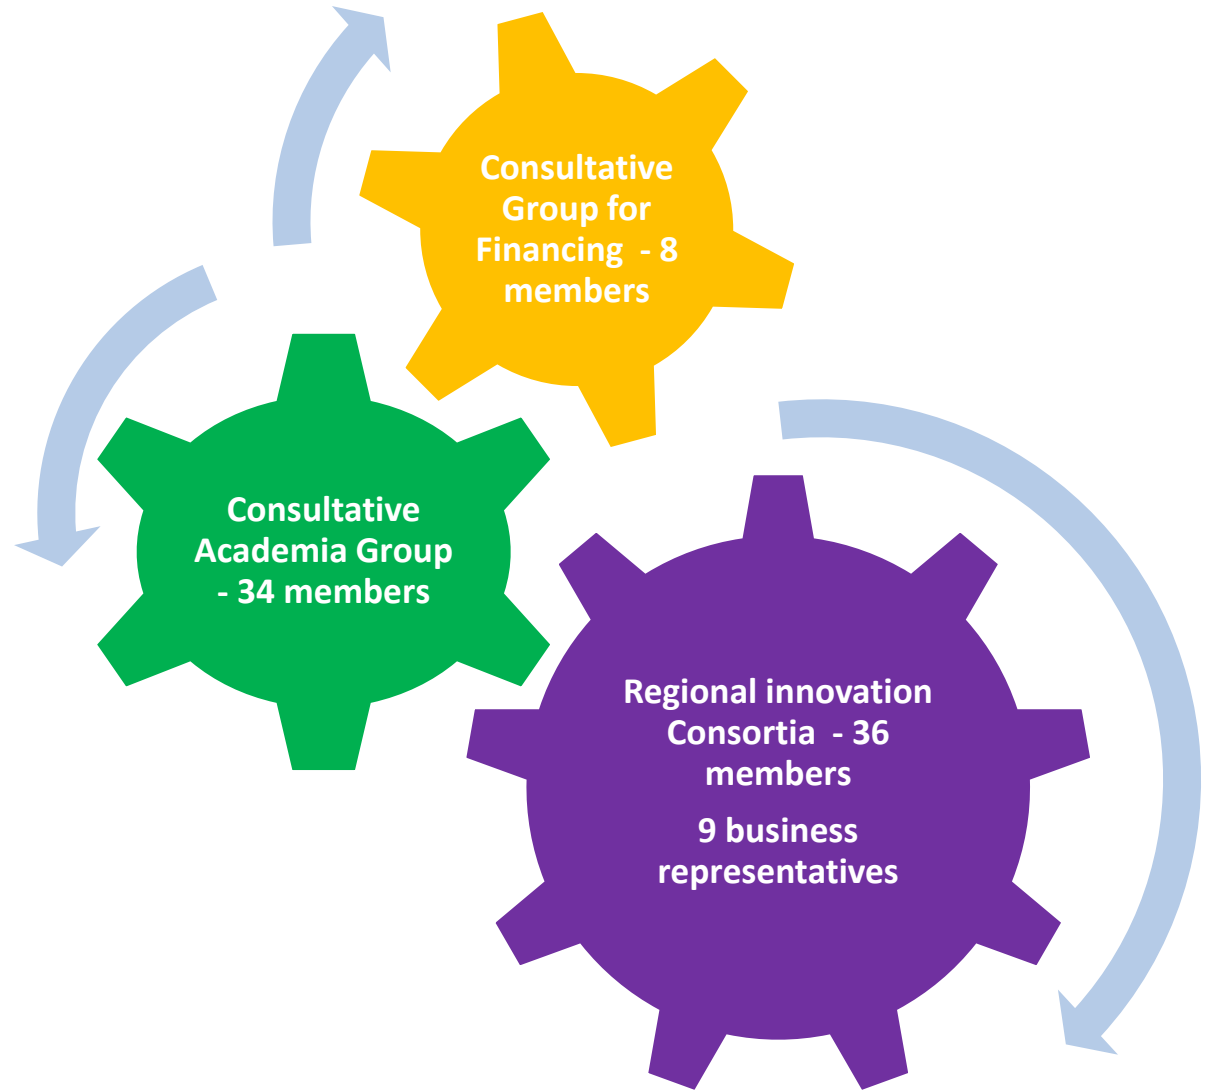 Consultative
Group for
Financing  - 8
members
Consultative
Academia Group
- 34 members
Regional innovation
Consortia  - 36
members
9 business
representatives